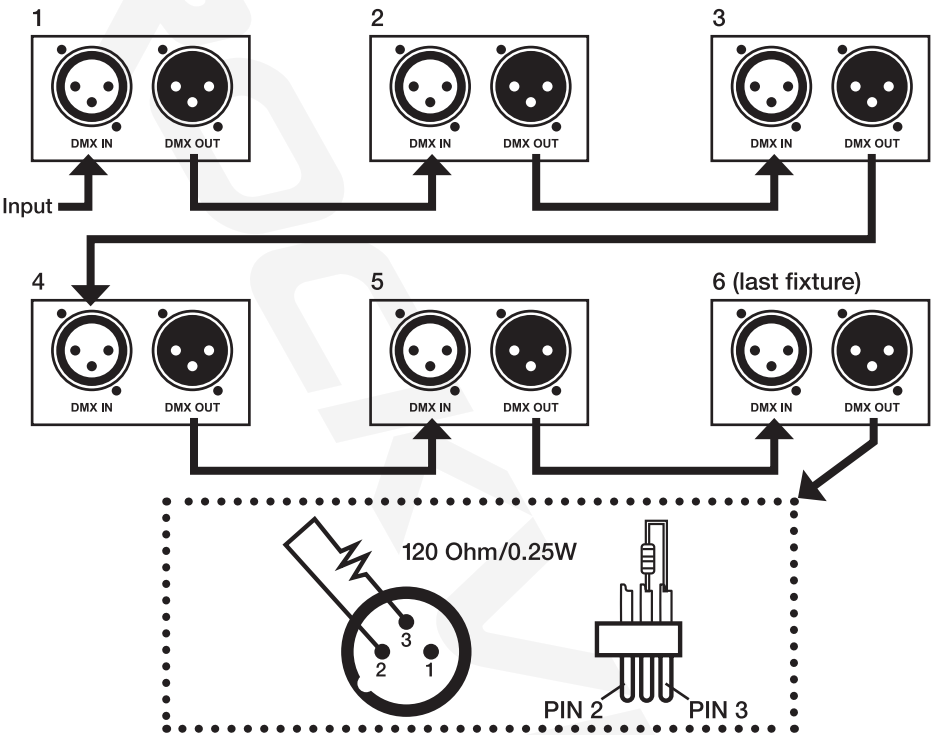 1 2 3
DMX IN DMX OUT DMX IN DMX OUT DMX IN DMX OUT
Input
4 5 6 (last fixture)
DMX IN DMX OUT DMX IN DMX OUT DMX IN DMX OUT
120 Ohm/0.25W
3
2 1
PIN 2 PIN 3